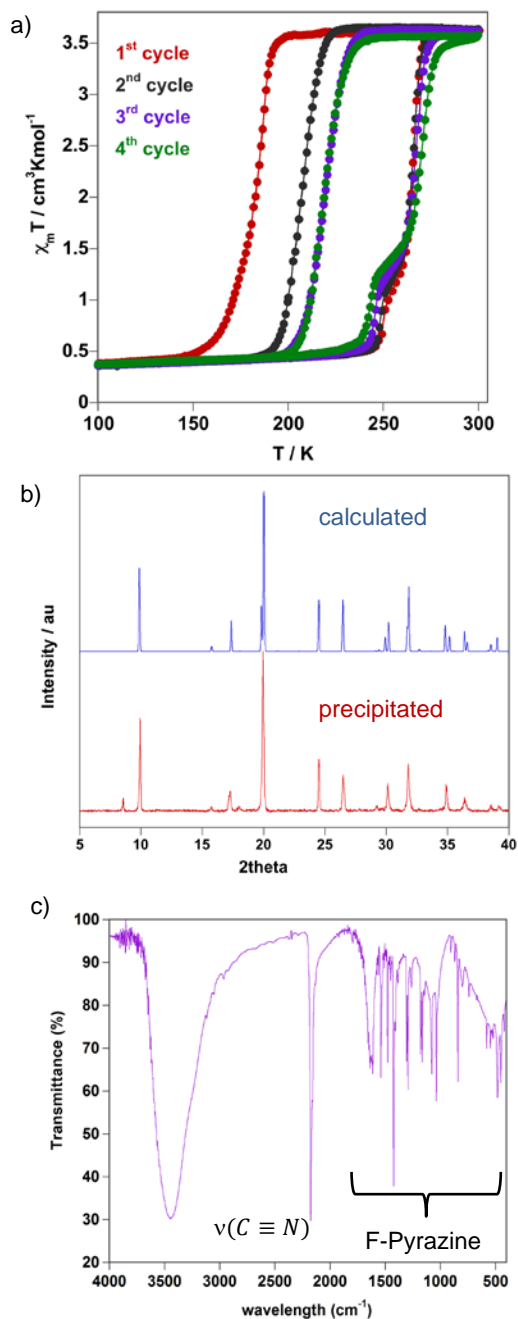 a)
3.5
3
2.5
2
1.5
1
0.5
0
χmT / cm³Kmol⁻¹
1ˢᵗ cycle
2ⁿᵈ cycle
3ʳᵈ cycle
4ᵗʰ cycle
100 150 200 250 300
T / K
b)
Intensity / au
calculated
precipitated
5 10 15 20 25 30 35 40
2theta
c)
100
90
80
70
60
50
40
30
20
Transmittance (%)
ν(C ≡ N)
F-Pyrazine
4000 3500 3000 2500 2000 1500 1000 500
wavelength (cm⁻¹)